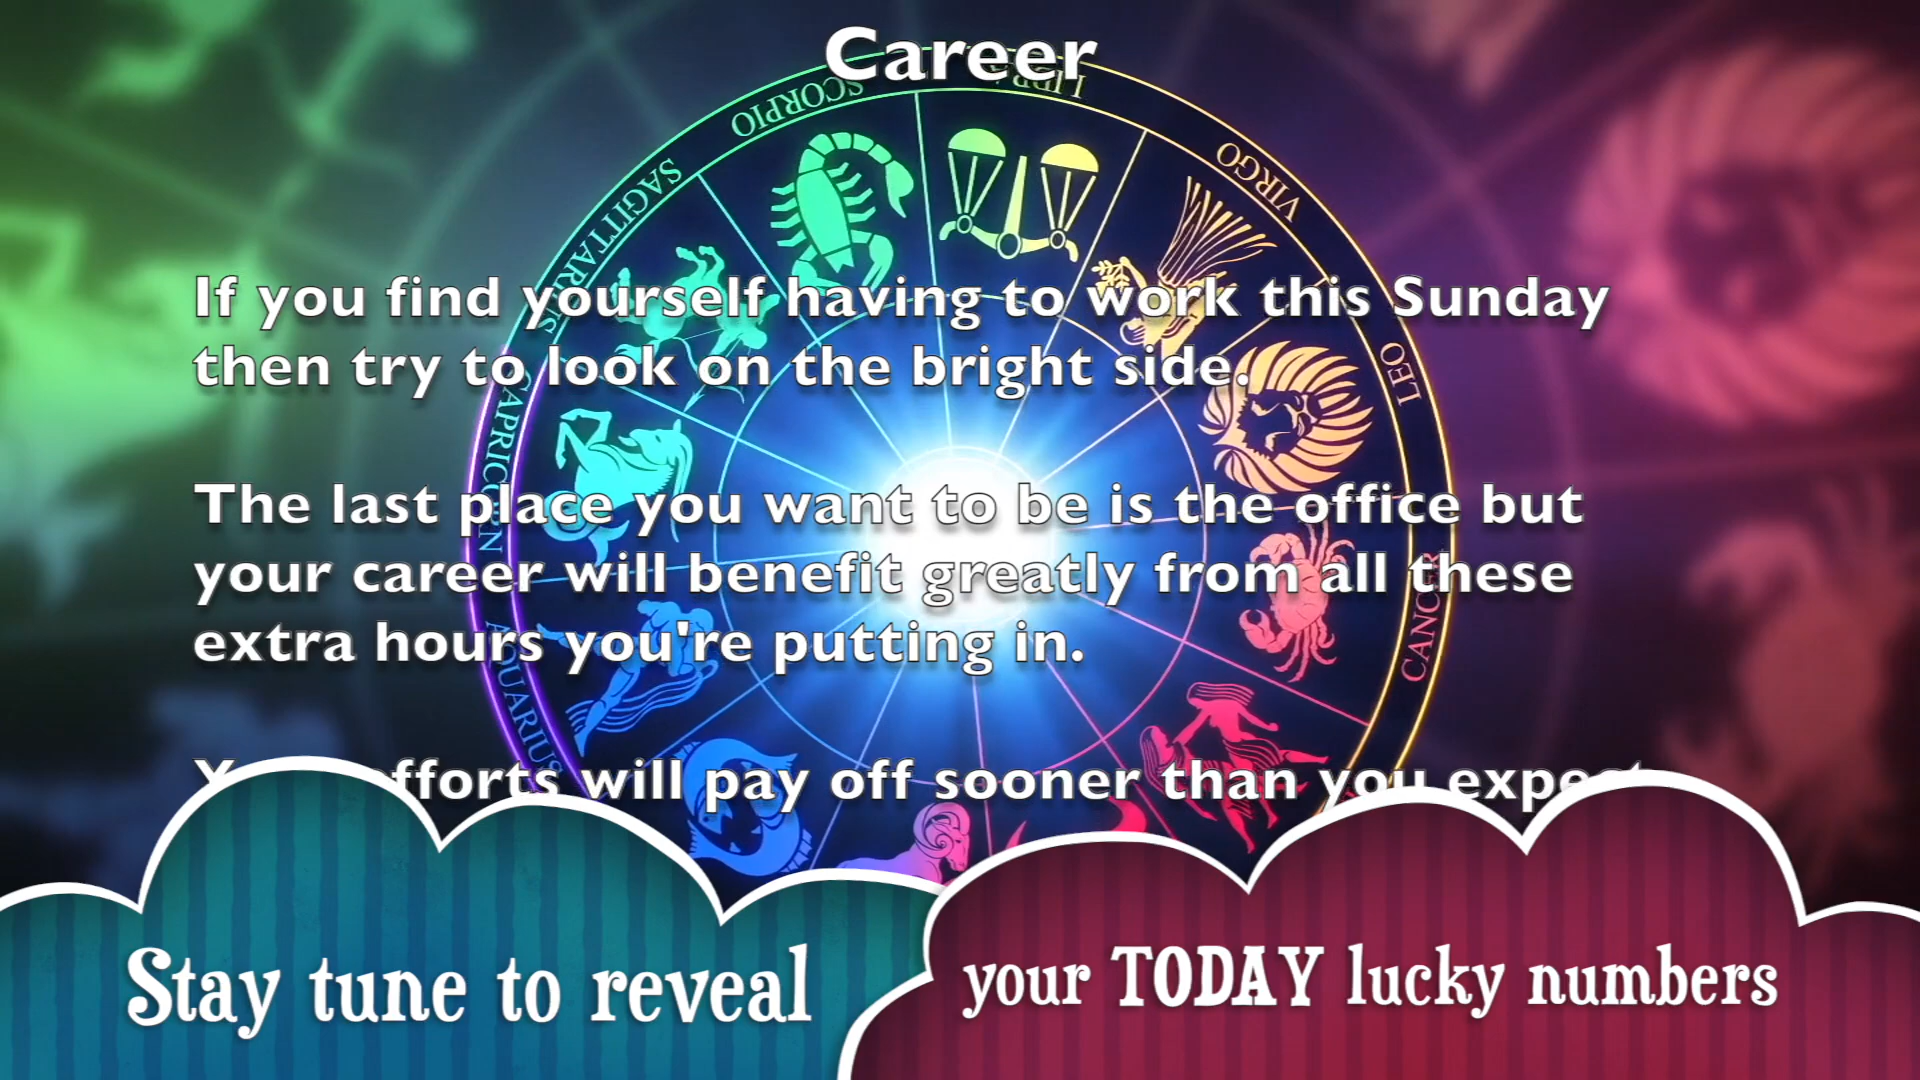 Career
SCORPIO
LIBRA
VIRGO
SAGITTARIUS
If you find yourself having to work this Sunday
then try to look on the bright side.
LEO
CAPRICORN
The last place you want to be is the office but
your career will benefit greatly from all these
extra hours you're putting in.
CANCER
AQUARIUS
efforts will pay off sooner than you expect
Stay tune to reveal
your TODAY lucky numbers